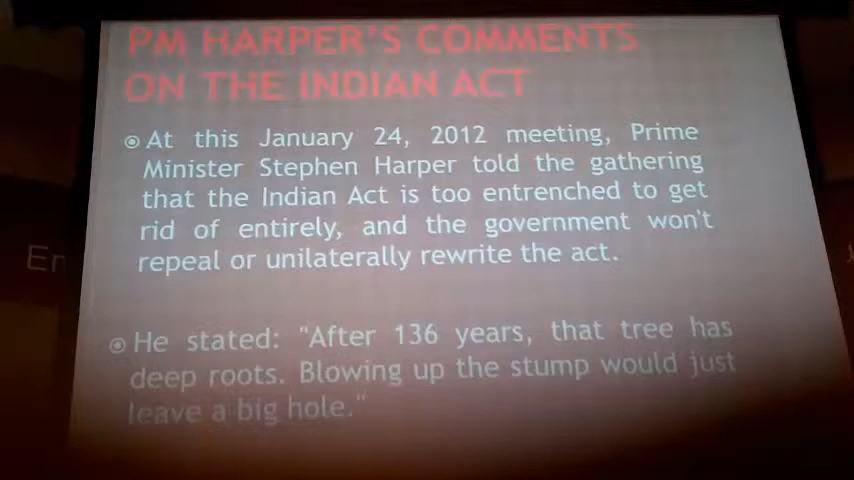 PM HARPER'S COMMENTS
ON THE INDIAN ACT
At this January 24, 2012 meeting, Prime
Minister Stephen Harper told the gathering
that the Indian Act is too entrenched to get
rid of entirely, and the government won't
repeal or unilaterally rewrite the act.
He stated: "After 136 years, that tree has
deep roots. Blowing up the stump would just
leave a big hole."